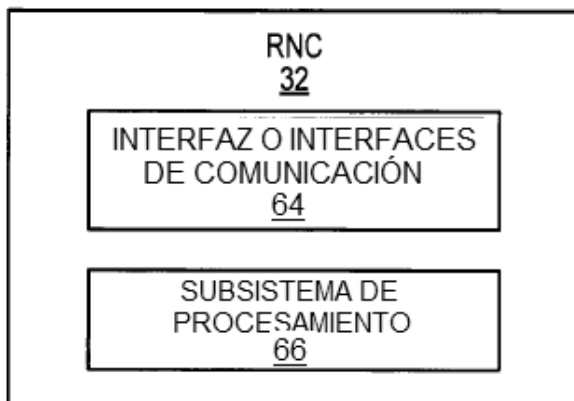 RNC
32
INTERFAZ O INTERFACES
DE COMUNICACIÓN
64
SUBSISTEMA DE
PROCESAMIENTO
66